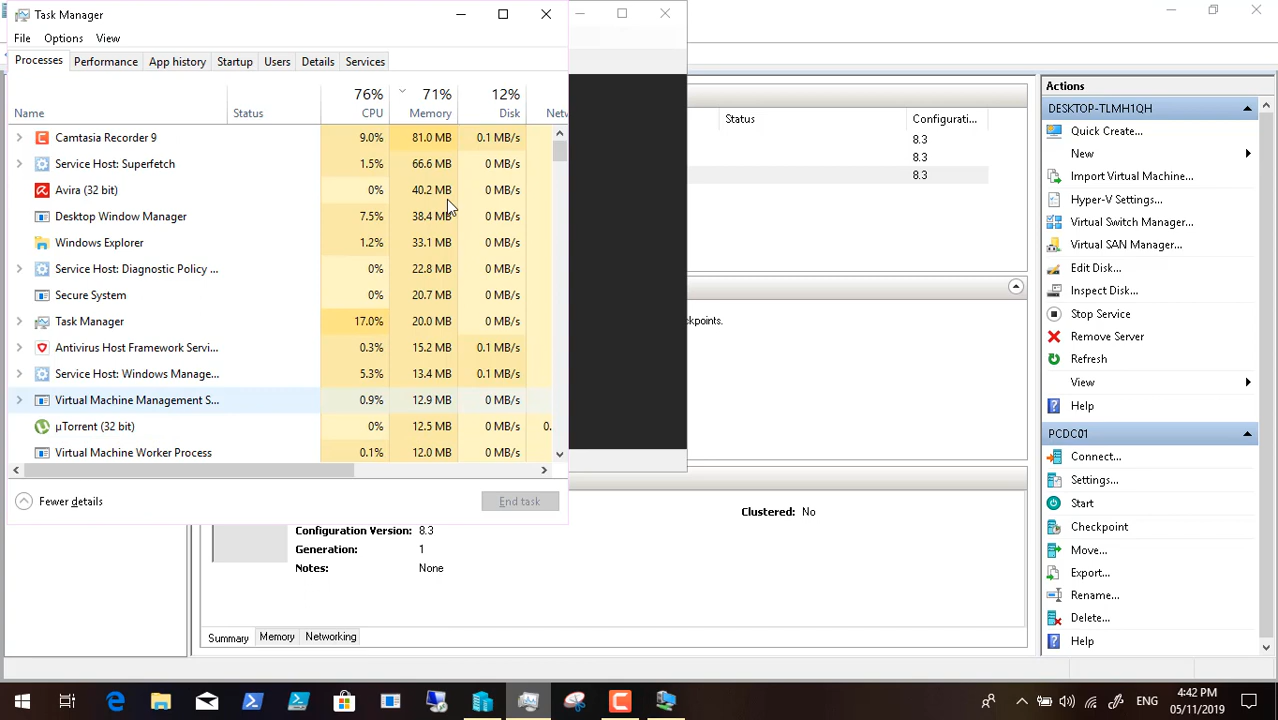 Task Manager
File Options View
Processes Performance App history Startup Users Details Services
76% 71% 12%
Name Status CPU Memory Disk Netw
Camtasia Recorder 9 9.0% 81.0 MB 0.1 MB/s
Service Host: Superfetch 1.5% 66.6 MB 0 MB/s
Avira (32 bit) 0% 40.2 MB 0 MB/s
Desktop Window Manager 7.5% 38.4 MB 0 MB/s
Windows Explorer 1.2% 33.1 MB 0 MB/s
Service Host: Diagnostic Policy ... 0% 22.8 MB 0 MB/s
Secure System 0% 20.7 MB 0 MB/s
Task Manager 17.0% 20.0 MB 0 MB/s
Antivirus Host Framework Servi... 0.3% 15.2 MB 0.1 MB/s
Service Host: Windows Manage... 5.3% 13.4 MB 0.1 MB/s
Virtual Machine Management S... 0.9% 12.9 MB 0 MB/s
µTorrent (32 bit) 0% 12.5 MB 0 MB/s 0.
Virtual Machine Worker Process 0.1% 12.0 MB 0 MB/s
Fewer details End task
Status Configurati...
8.3
8.3
8.3
ckpoints.
Clustered: No
Configuration Version: 8.3
Generation: 1
Notes: None
Summary Memory Networking
Actions
DESKTOP-TLMH1QH
Quick Create...
New
Import Virtual Machine...
Hyper-V Settings...
Virtual Switch Manager...
Virtual SAN Manager...
Edit Disk...
Inspect Disk...
Stop Service
Remove Server
Refresh
View
Help
PCDC01
Connect...
Settings...
Start
Checkpoint
Move...
Export...
Rename...
Delete...
Help
ENG
4:42 PM
05/11/2019